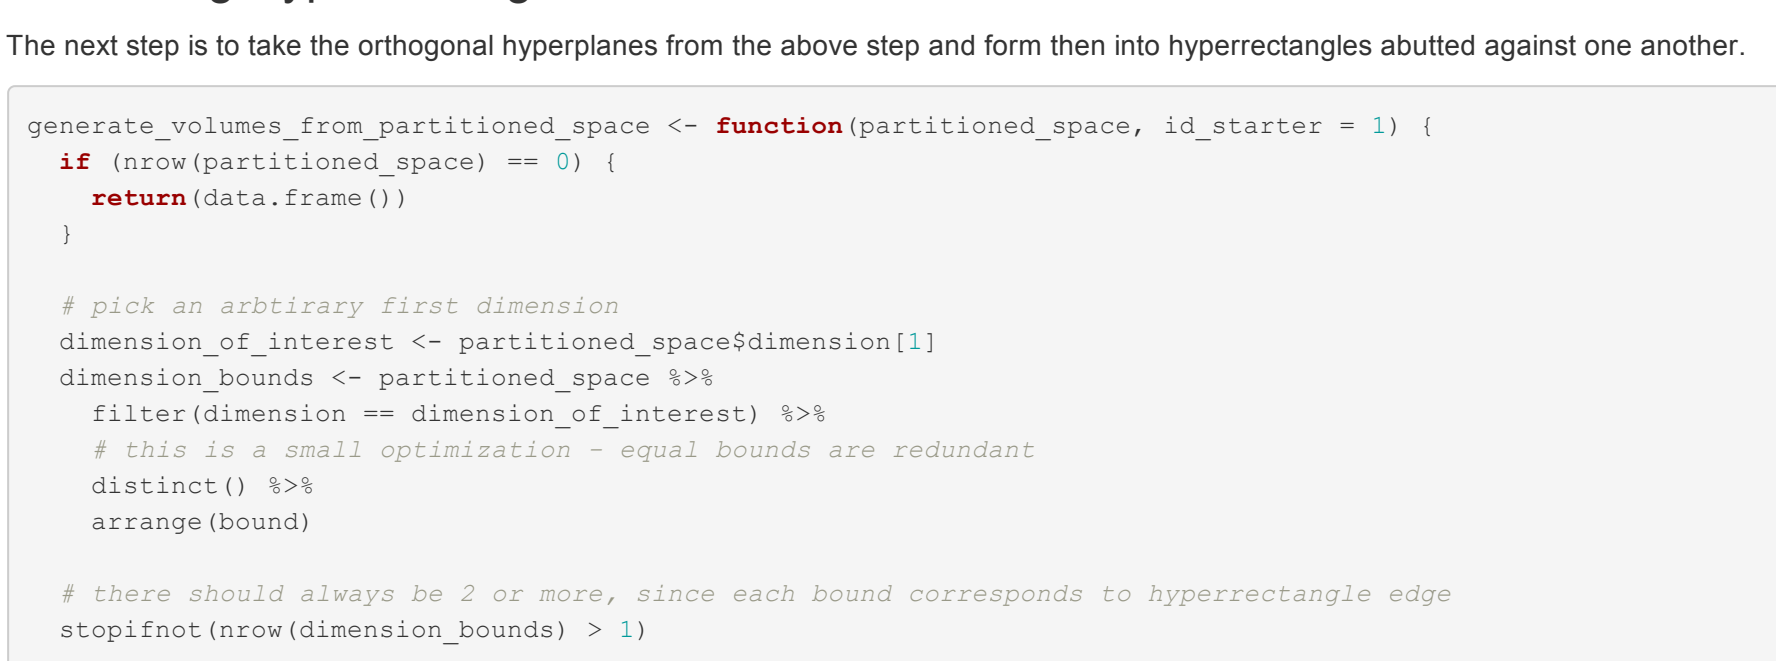 The next step is to take the orthogonal hyperplanes from the above step and form then into hyperrectangles abutted against one another.
generate_volumes_from_partitioned_space <- function(partitioned_space, id_starter = 1) {
  if (nrow(partitioned_space) == 0) {
    return(data.frame())
  }
  # pick an arbtirary first dimension
  dimension_of_interest <- partitioned_space$dimension[1]
  dimension_bounds <- partitioned_space %>%
    filter(dimension == dimension_of_interest) %>%
    # this is a small optimization - equal bounds are redundant
    distinct() %>%
    arrange(bound)
  # there should always be 2 or more, since each bound corresponds to hyperrectangle edge
  stopifnot(nrow(dimension_bounds) > 1)